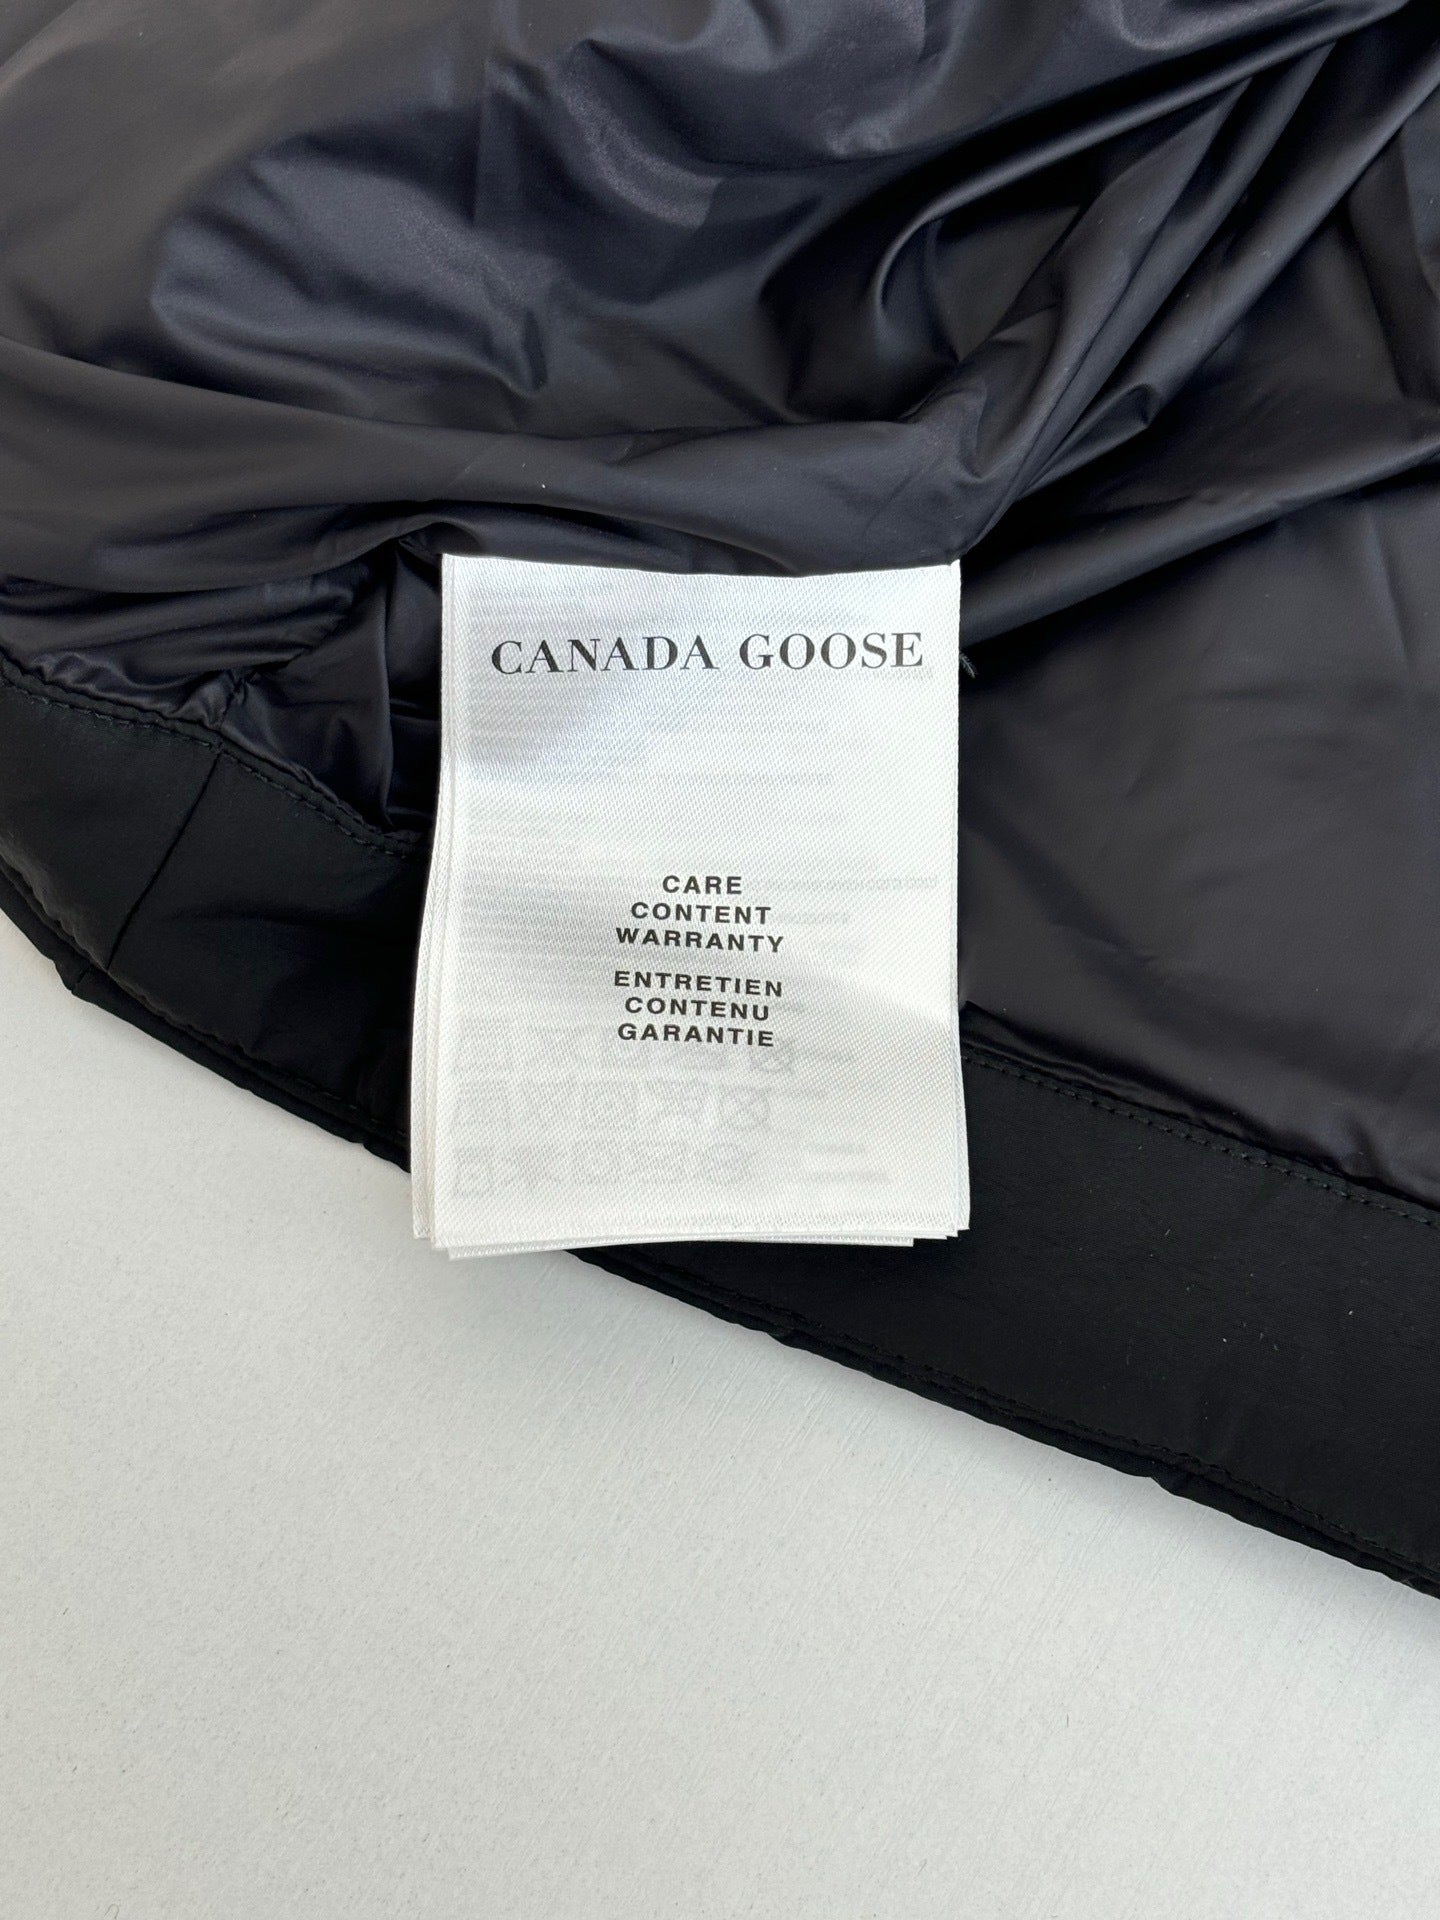 CANADA GOOSE
CARE
CONTENT
WARRANTY
ENTRETIEN
CONTENU
GARANTIE